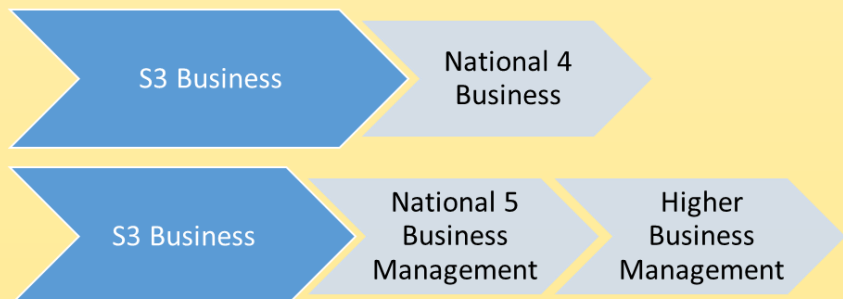 S3 Business
National 4
Business
S3 Business
National 5
Business
Management
Higher
Business
Management